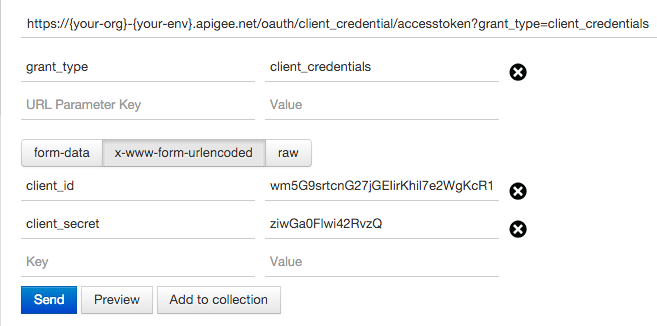 https://{your-org}-{your-env}.apigee.net/oauth/client_credential/accesstoken?grant_type=client_credentials
grant_type client_credentials
URL Parameter Key Value
form-data x-www-form-urlencoded raw
client_id wm5G9srtcnG27jGEIirKhil7e2WgKcR1
client_secret ziwGa0Flwi42RvzQ
Key Value
Send Preview Add to collection